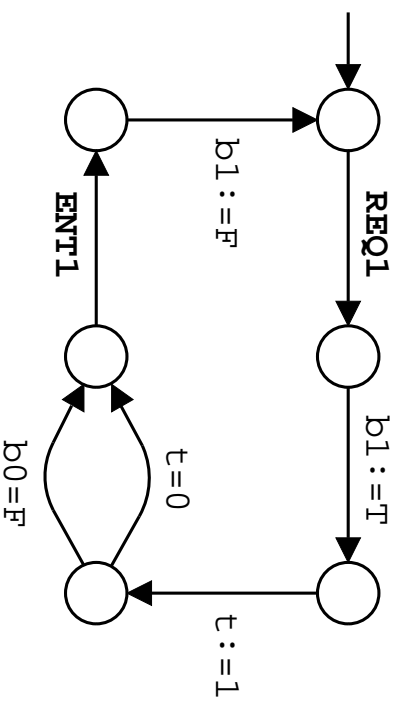 REQ1
b1:=T
t:=1
t=0
b0=F
ENT1
b1:=F